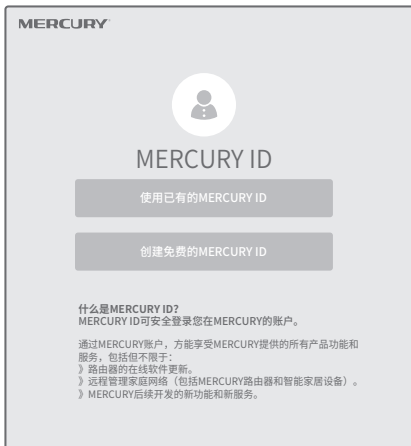 MERCURY
MERCURY ID
使用已有的MERCURY ID
创建免费的MERCURY ID
什么是MERCURY ID?
MERCURY ID可安全登录您在MERCURY的账户。
通过MERCURY账户，方能享受MERCURY提供的所有产品功能和
服务，包括但不限于：
》路由器的在线软件更新。
》远程管理家庭网络（包括MERCURY路由器和智能家居设备）。
》MERCURY后续开发的新功能和新服务。